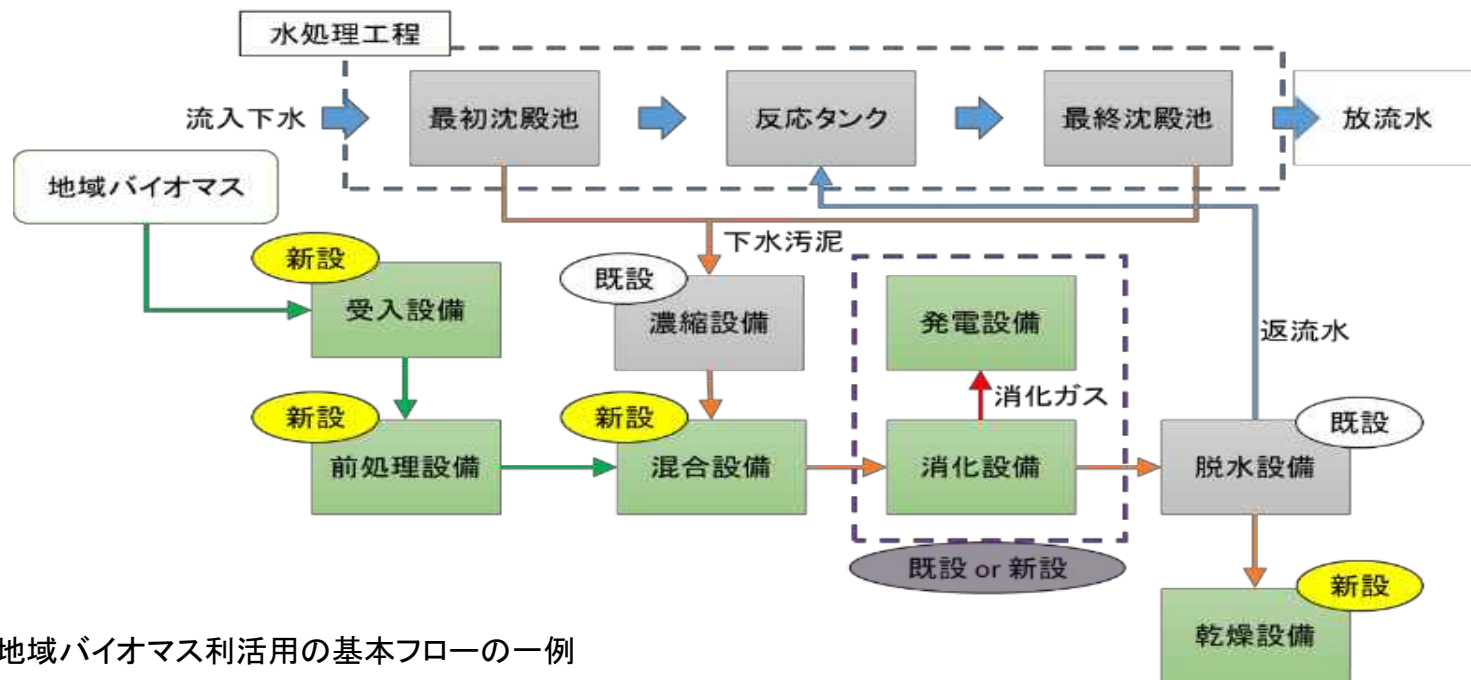 水処理工程
流入下水
最初沈殿池
反応タンク
最終沈殿池
放流水
地域バイオマス
下水汚泥
新設
受入設備
既設
濃縮設備
発電設備
返流水
消化ガス
新設
前処理設備
新設
混合設備
消化設備
既設
脱水設備
既設 or 新設
新設
乾燥設備
地域バイオマス利活用の基本フローの一例